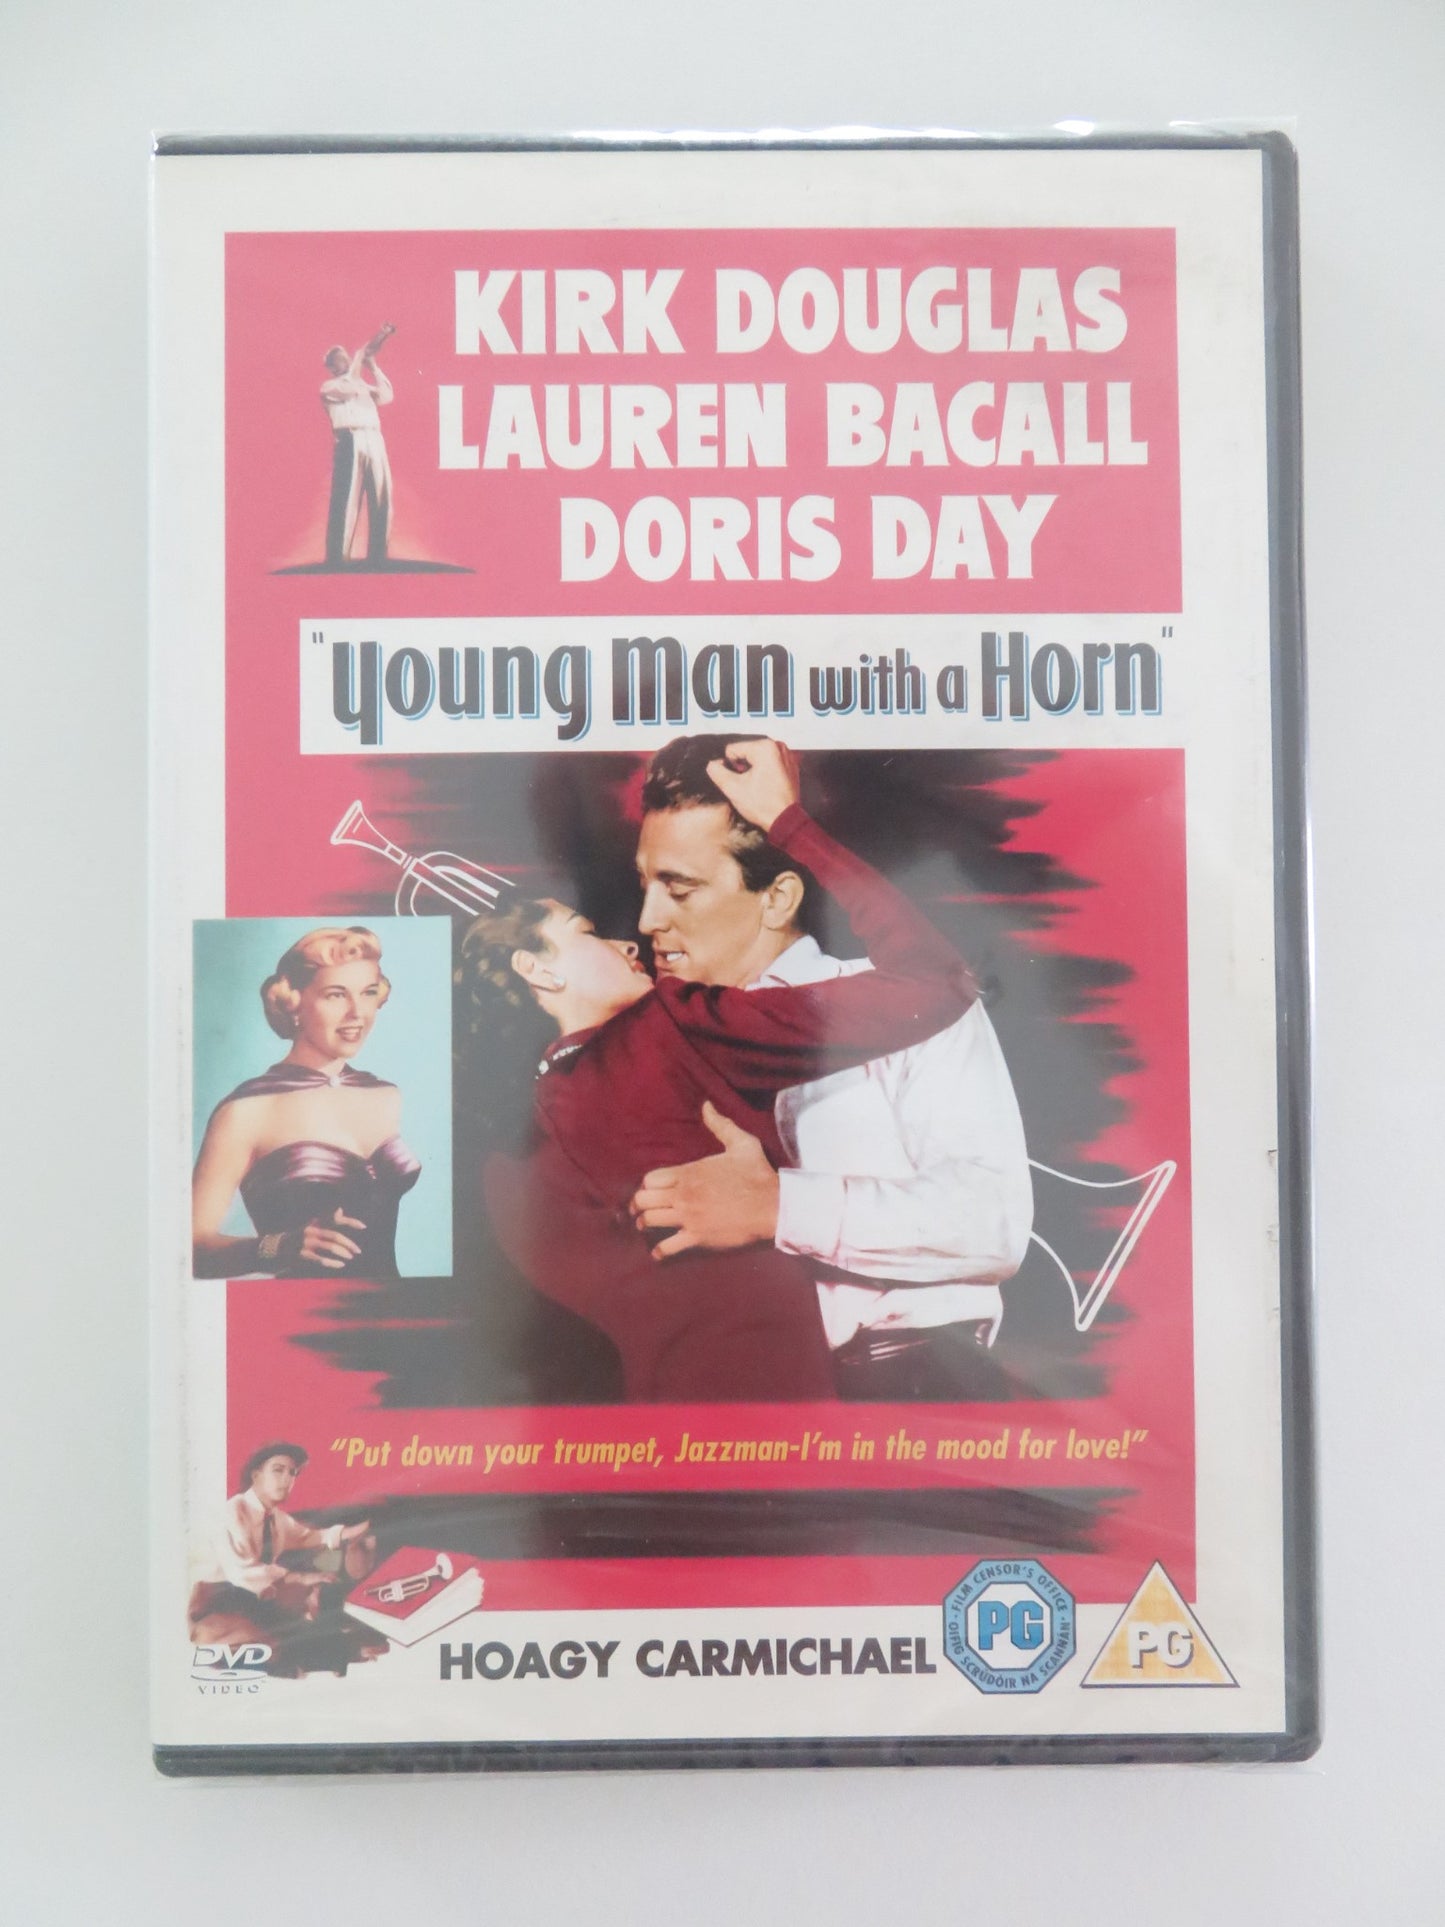 KIRK DOUGLAS
LAUREN BACALL
DORIS DAY
"Young Man with a Horn"
"Put down your trumpet, Jazzman-I'm in the mood for love!"
HOAGY CARMICHAEL
DVD
VIDEO
FILM CENSOR'S OFFICE
PG
OIFIG SCRÚDÓIR NA SCANNÁN
PG